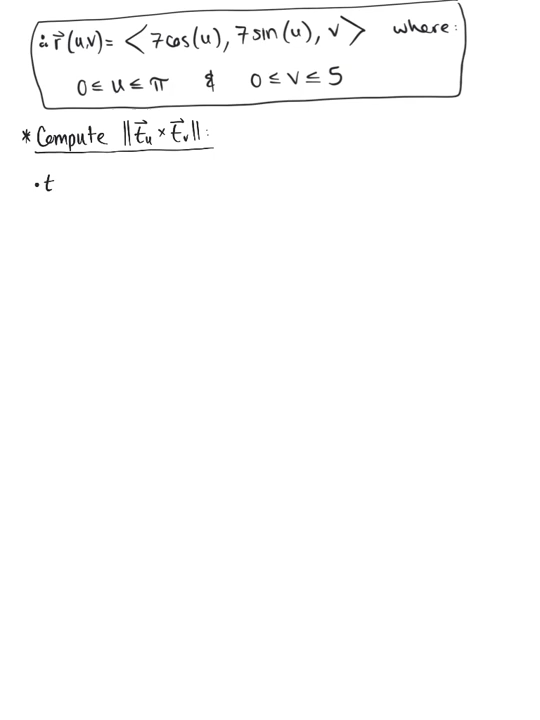 ∴ r⃗(u,v) = <7cos(u), 7sin(u), v> where:
0 ≤ u ≤ π & 0 ≤ v ≤ 5
* Compute ||t⃗ᵤ × t⃗ᵥ||:
• t